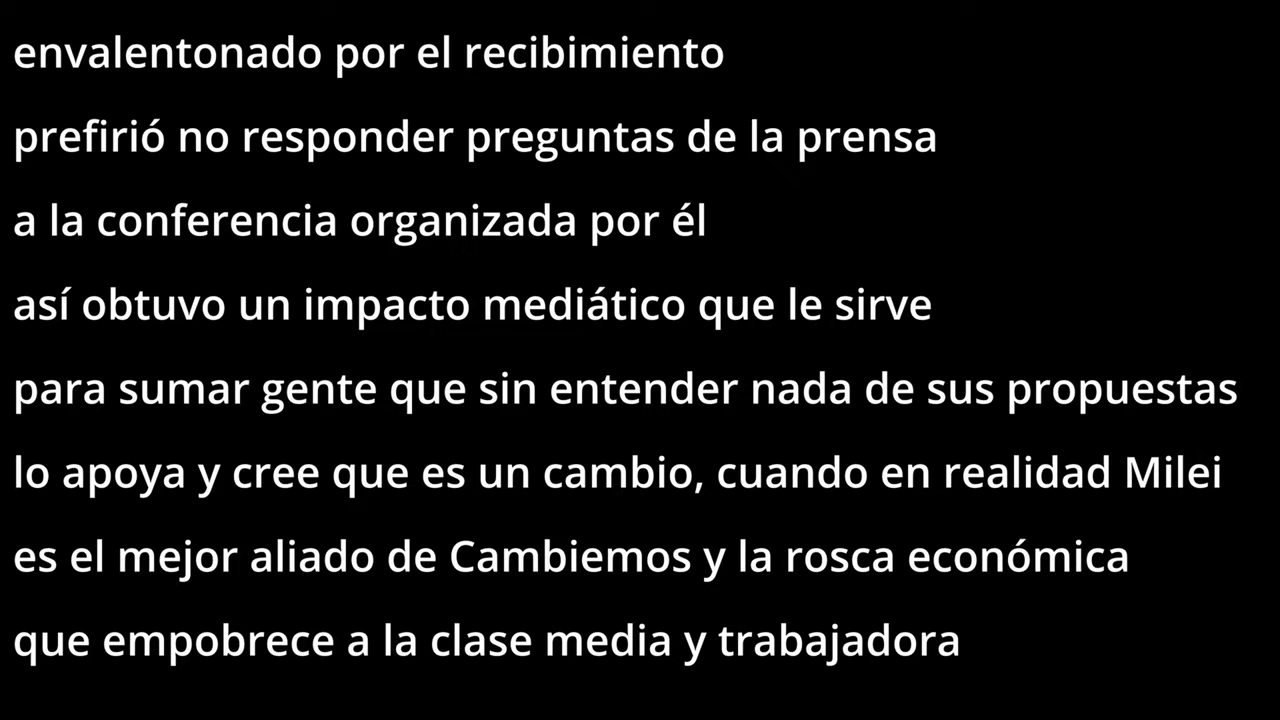 envalentonado por el recibimiento
prefirió no responder preguntas de la prensa
a la conferencia organizada por él
así obtuvo un impacto mediático que le sirve
para sumar gente que sin entender nada de sus propuestas
lo apoya y cree que es un cambio, cuando en realidad Milei
es el mejor aliado de Cambiemos y la rosca económica
que empobrece a la clase media y trabajadora